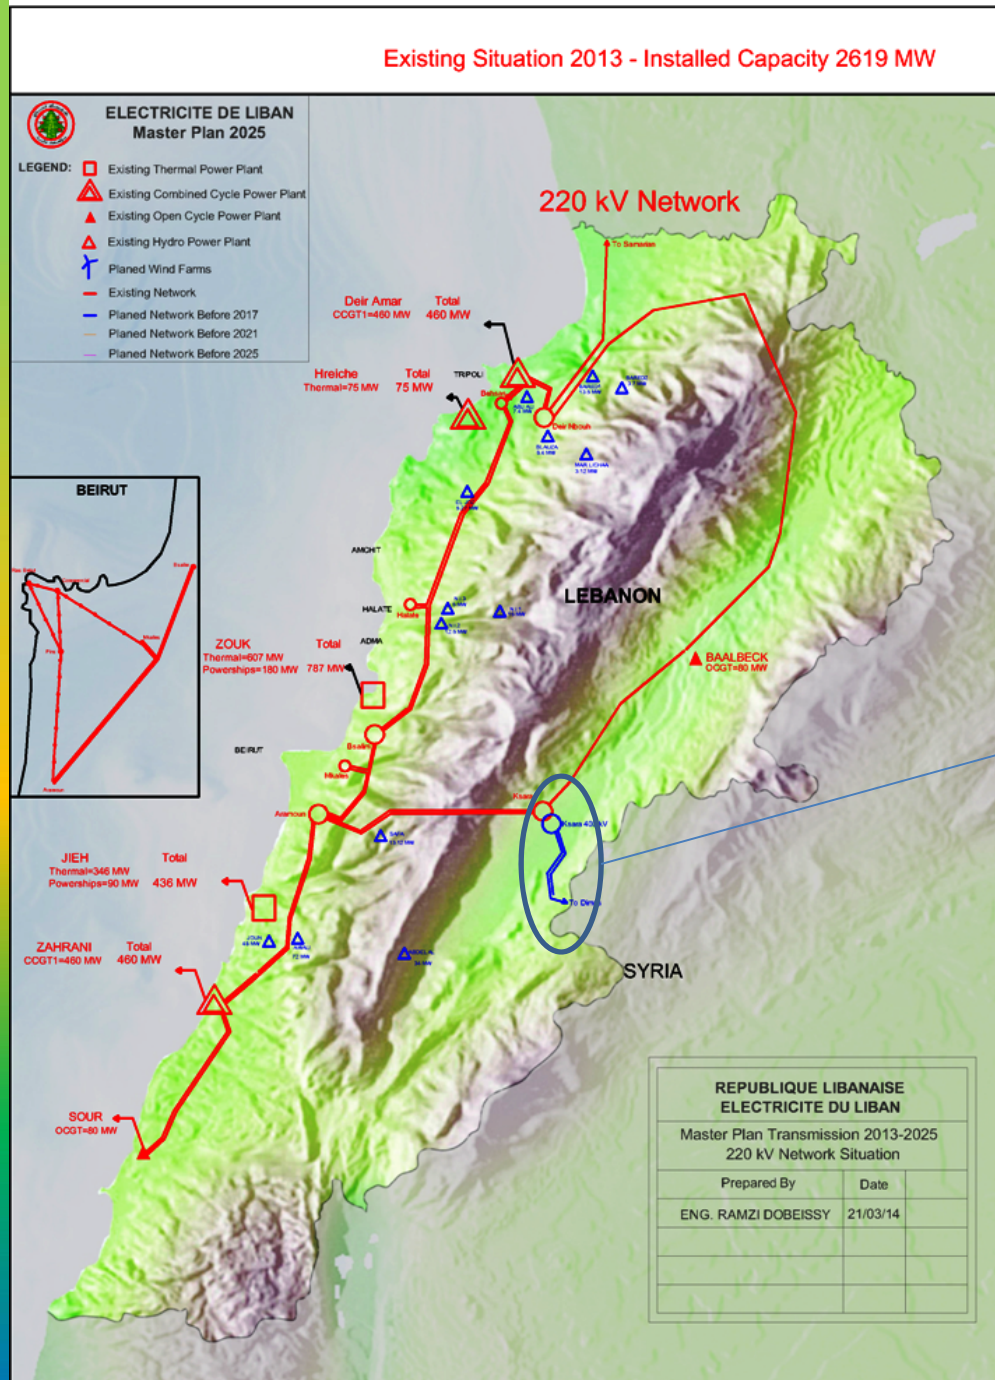 Existing Situation 2013 - Installed Capacity 2619 MW
ELECTRICITE DE LIBAN
Master Plan 2025
LEGEND:
Existing Thermal Power Plant
Existing Combined Cycle Power Plant
Existing Open Cycle Power Plant
Existing Hydro Power Plant
Planed Wind Farms
Existing Network
Planed Network Before 2017
Planed Network Before 2021
Planed Network Before 2025
220 kV Network
Deir Amar Total
CCGT1=460 MW 460 MW
Hreiche Total
Thermal=75 MW 75 MW
TRIPOLI
Deir Nbouh
BEIRUT
AMCHIT
LEBANON
HALATE
Halate
ADMA
ZOUK Total
Thermal=607 MW 787 MW
Powerships=180 MW
BAALBECK
OCGT=80 MW
BEIRUT
Bsalim
Mkalles
Aramoun
Ksara
JIEH Total
Thermal=346 MW 436 MW
Powerships=90 MW
ZAHRANI Total
CCGT1=460 MW 460 MW
SYRIA
SOUR
OCGT=80 MW
REPUBLIQUE LIBANAISE
ELECTRICITE DU LIBAN
Master Plan Transmission 2013-2025
220 kV Network Situation
Prepared By Date
ENG. RAMZI DOBEISSY 21/03/14